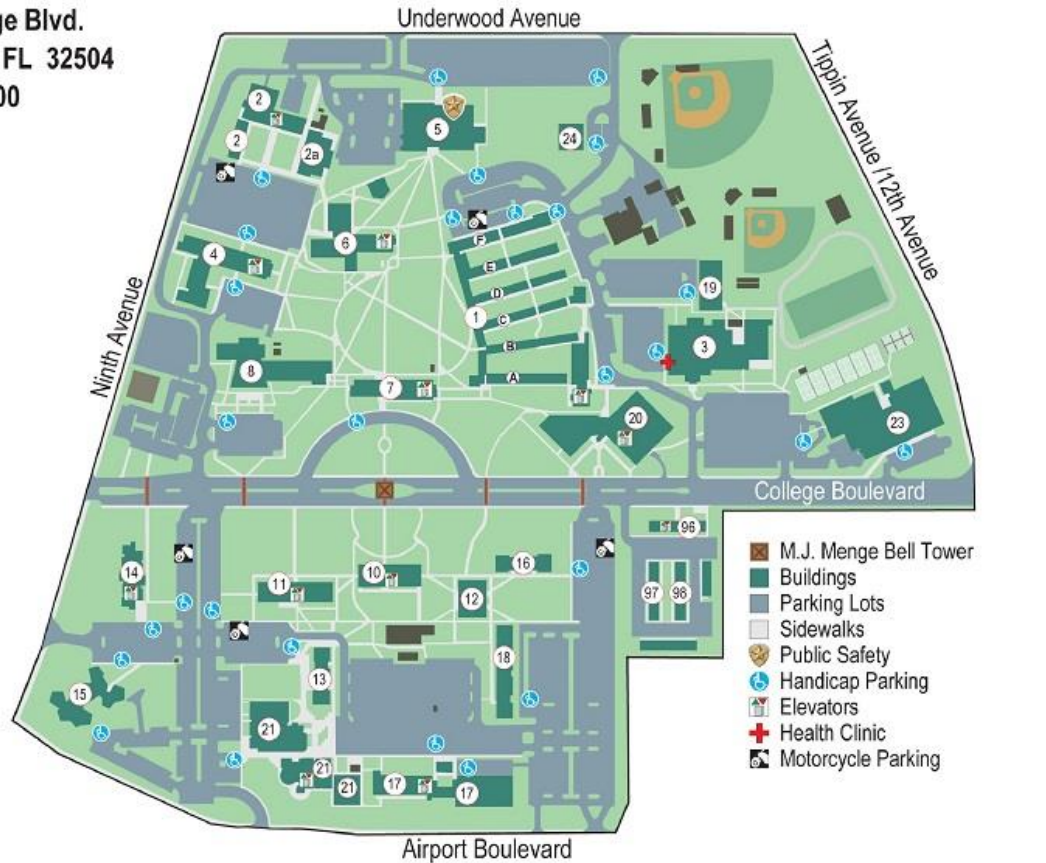 ge Blvd.
FL 32504
00
Underwood Avenue
Tippin Avenue /12th Avenue
Ninth Avenue
2
2
2a
5
24
6
4
F
E
D
1
C
B
A
19
3
8
7
20
23
College Boulevard
96
14
11
10
16
12
97
98
18
13
15
21
21
21
17
17
M.J. Menge Bell Tower
Buildings
Parking Lots
Sidewalks
Public Safety
Handicap Parking
Elevators
Health Clinic
Motorcycle Parking
Airport Boulevard